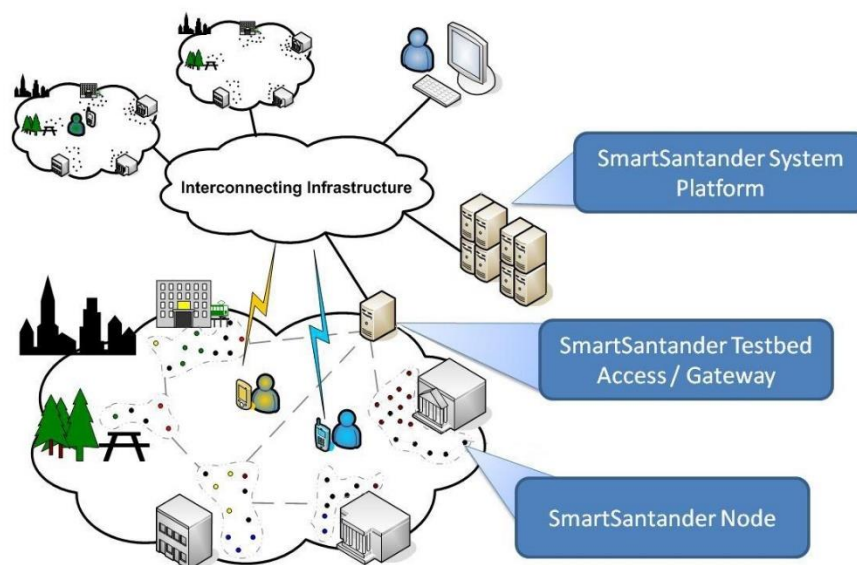 Interconnecting Infrastructure
SmartSantander System
Platform
SmartSantander Testbed
Access / Gateway
SmartSantander Node